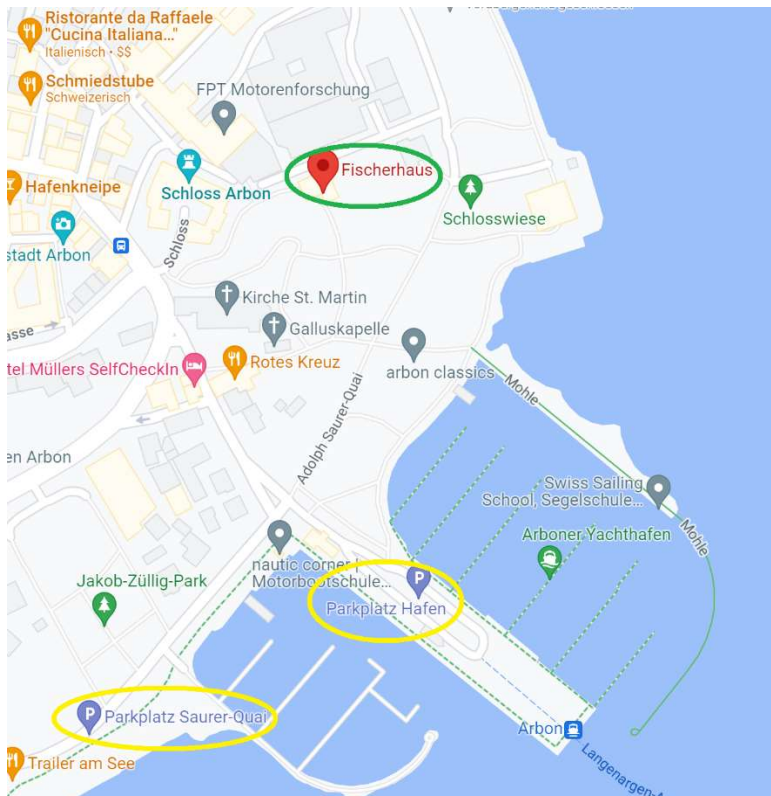 Ristorante da Raffaele
"Cucina Italiana..."
Italienisch · $$
Schmiedstube
Schweizerisch
FPT Motorenforschung
Fischerhaus
Hafenkneipe
Schloss Arbon
Schlosswiese
stadt Arbon
Schloss
asse
Kirche St. Martin
Galluskapelle
tel Müllers SelfCheckIn
Rotes Kreuz
arbon classics
Mohle
Adolph Saurer-Quai
en Arbon
Swiss Sailing
School, Segelschule...
Mohle
Arboner Yachthafen
nautic corner
Motorbootschule...
Jakob-Züllig-Park
Parkplatz Hafen
Parkplatz Saurer-Quai
Arbon
Trailer am See